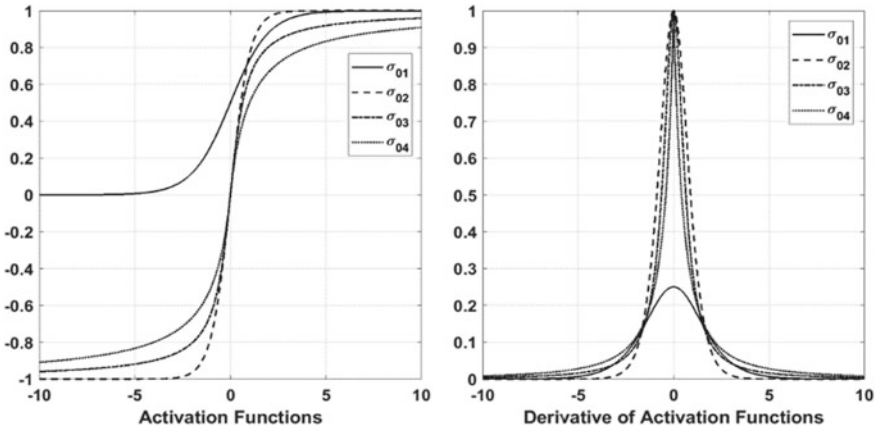 1
0.8
0.6
0.4
0.2
0
-0.2
-0.4
-0.6
-0.8
-1
-10 -5 0 5 10
σ01
σ02
σ03
σ04
Activation Functions
1
0.9
0.8
0.7
0.6
0.5
0.4
0.3
0.2
0.1
0
-10 -5 0 5 10
σ01
σ02
σ03
σ04
Derivative of Activation Functions